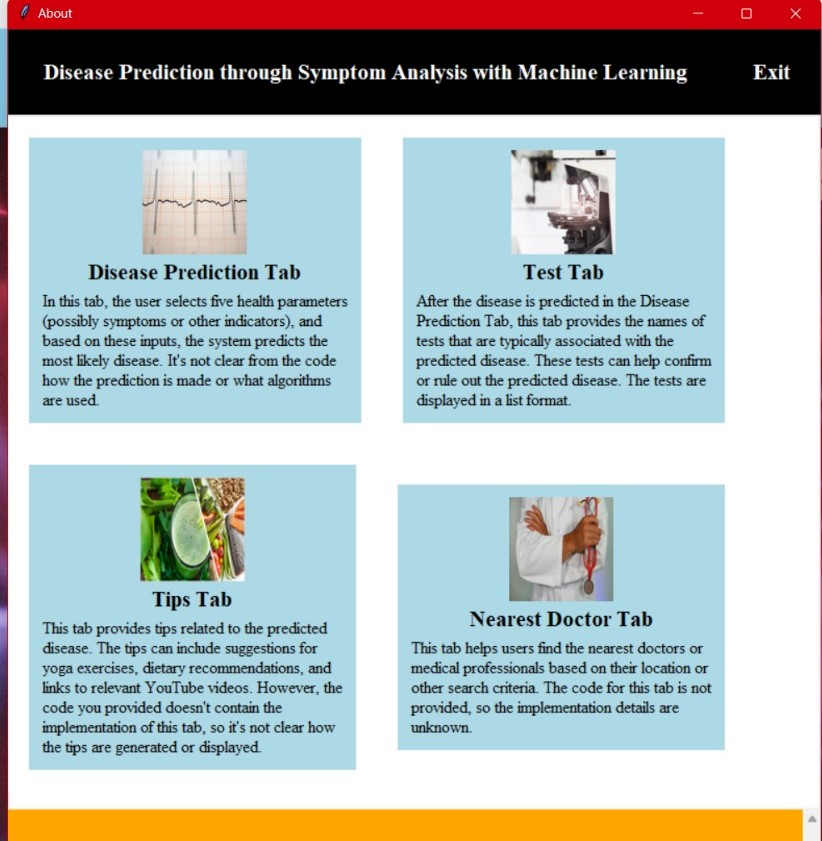 About
Disease Prediction through Symptom Analysis with Machine Learning
Exit
Disease Prediction Tab
In this tab, the user selects five health parameters
(possibly symptoms or other indicators), and
based on these inputs, the system predicts the
most likely disease. It's not clear from the code
how the prediction is made or what algorithms
are used.
Test Tab
After the disease is predicted in the Disease
Prediction Tab, this tab provides the names of
tests that are typically associated with the
predicted disease. These tests can help confirm
or rule out the predicted disease. The tests are
displayed in a list format.
Tips Tab
This tab provides tips related to the predicted
disease. The tips can include suggestions for
yoga exercises, dietary recommendations, and
links to relevant YouTube videos. However, the
code you provided doesn't contain the
implementation of this tab, so it's not clear how
the tips are generated or displayed.
Nearest Doctor Tab
This tab helps users find the nearest doctors or
medical professionals based on their location or
other search criteria. The code for this tab is not
provided, so the implementation details are
unknown.